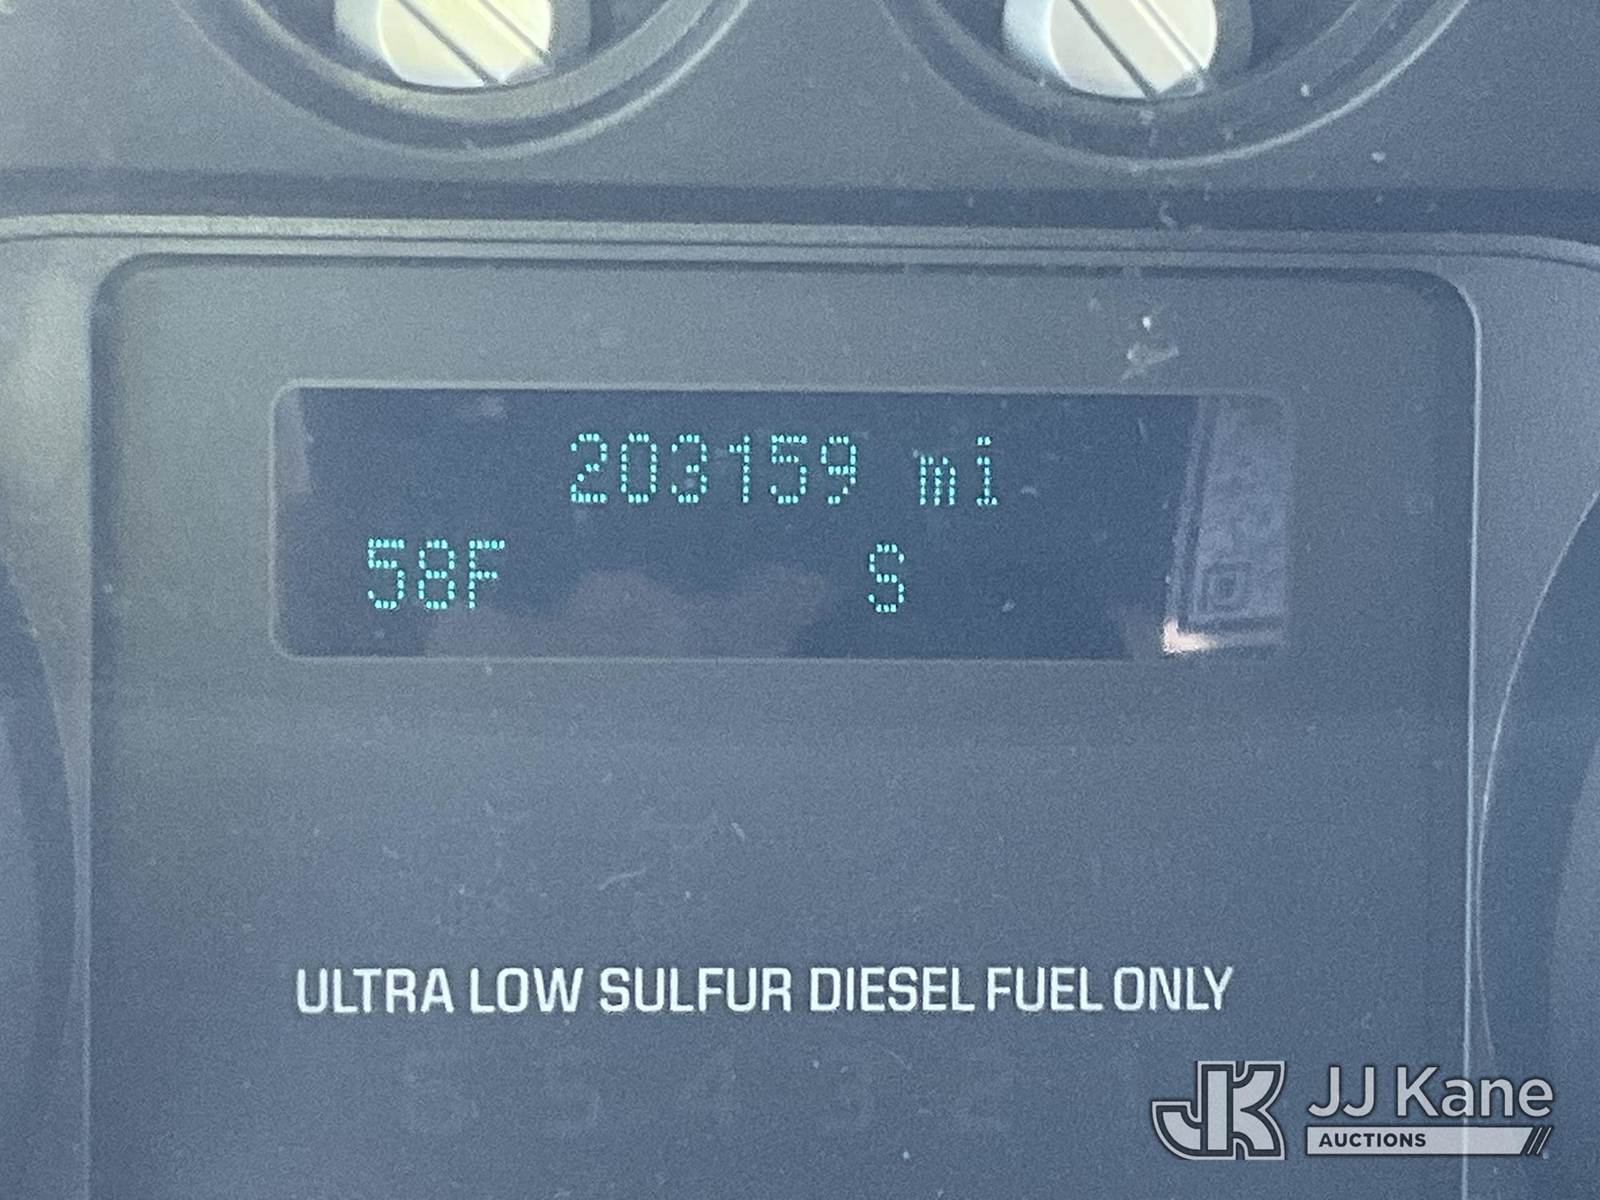 203159 mi
58F S
ULTRA LOW SULFUR DIESEL FUEL ONLY
JK JJ Kane
AUCTIONS